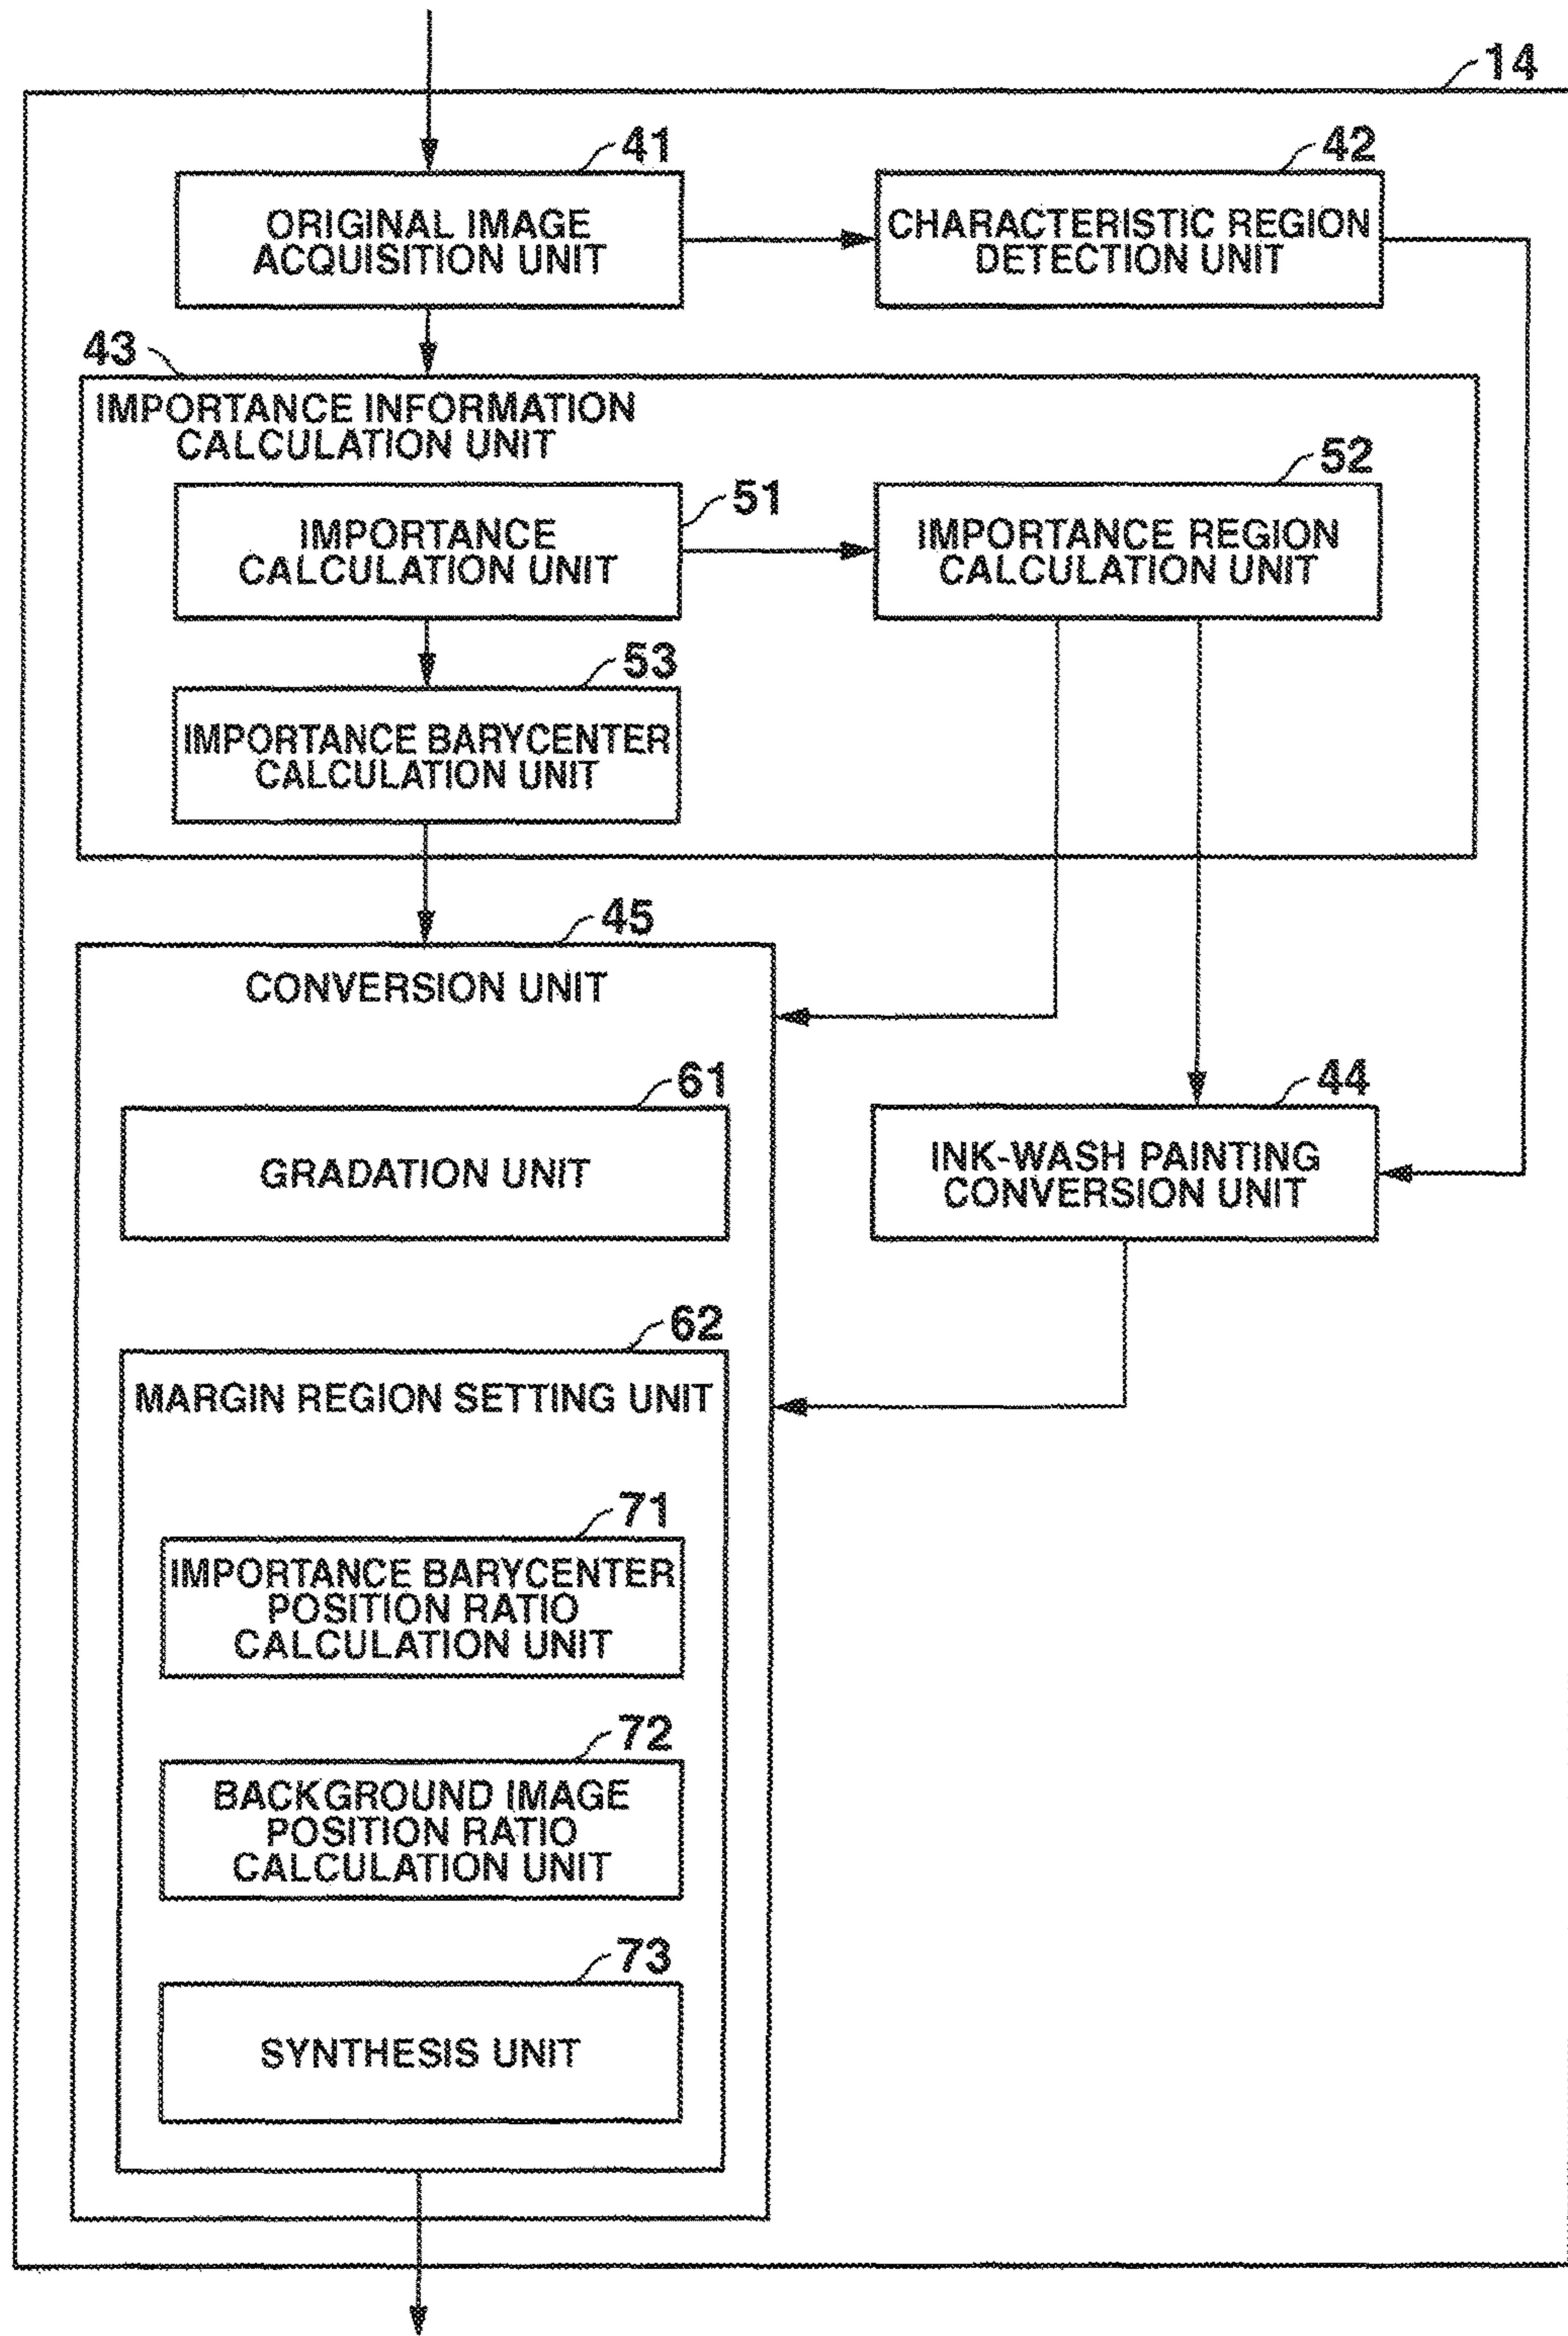 14
41
ORIGINAL IMAGE
ACQUISITION UNIT
42
CHARACTERISTIC REGION
DETECTION UNIT
43
IMPORTANCE INFORMATION
CALCULATION UNIT
51
IMPORTANCE
CALCULATION UNIT
52
IMPORTANCE REGION
CALCULATION UNIT
53
IMPORTANCE BARYCENTER
CALCULATION UNIT
45
CONVERSION UNIT
61
GRADATION UNIT
44
INK-WASH PAINTING
CONVERSION UNIT
62
MARGIN REGION SETTING UNIT
71
IMPORTANCE BARYCENTER
POSITION RATIO
CALCULATION UNIT
72
BACKGROUND IMAGE
POSITION RATIO
CALCULATION UNIT
73
SYNTHESIS UNIT